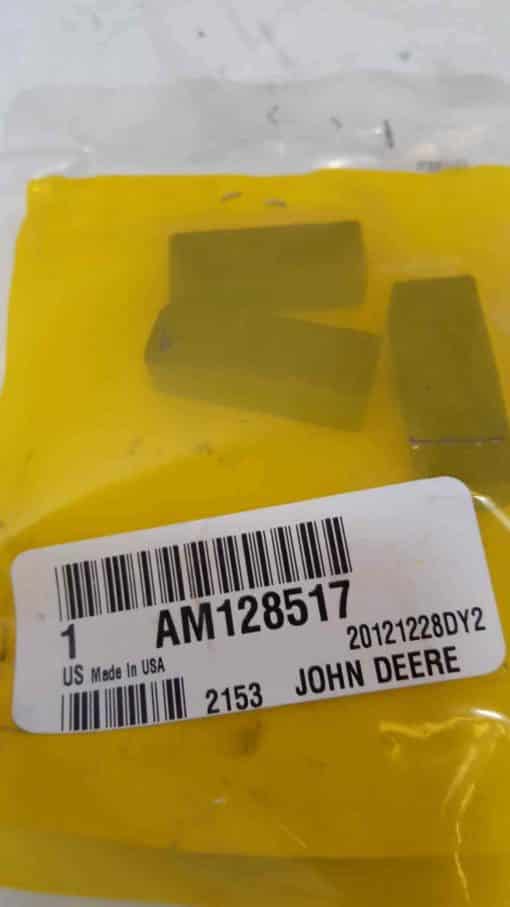 1 AM128517
20121228DY2
US Made In USA
2153 JOHN DEERE